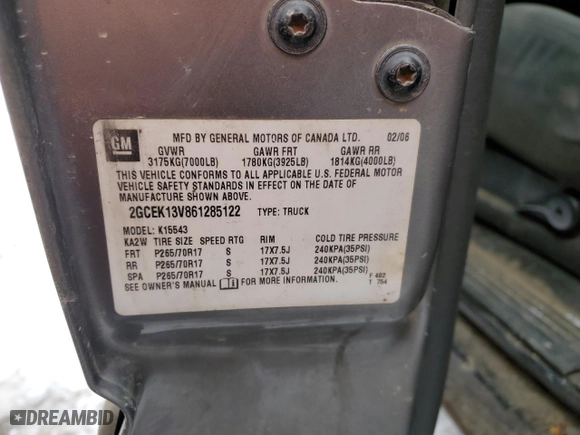 GM
MFD BY GENERAL MOTORS OF CANADA LTD. 02/06
GVWR GAWR FRT GAWR RR
3175KG(7000LB) 1780KG(3925LB) 1814KG(4000LB)
THIS VEHICLE CONFORMS TO ALL APPLICABLE U.S. FEDERAL MOTOR
VEHICLE SAFETY STANDARDS IN EFFECT ON THE DATE OF
MANUFACTURE SHOWN ABOVE.
2GCEK13V861285122 TYPE: TRUCK
MODEL: K15543
KA2W TIRE SIZE SPEED RTG RIM COLD TIRE PRESSURE
FRT P265/70R17 S 17X7.5J 240KPA(35PSI)
RR P265/70R17 S 17X7.5J 240KPA(35PSI)
SPA P265/70R17 S 17X7.5J 240KPA(35PSI)
SEE OWNER'S MANUAL FOR MORE INFORMATION.
F 482
1 754
DREAMBID